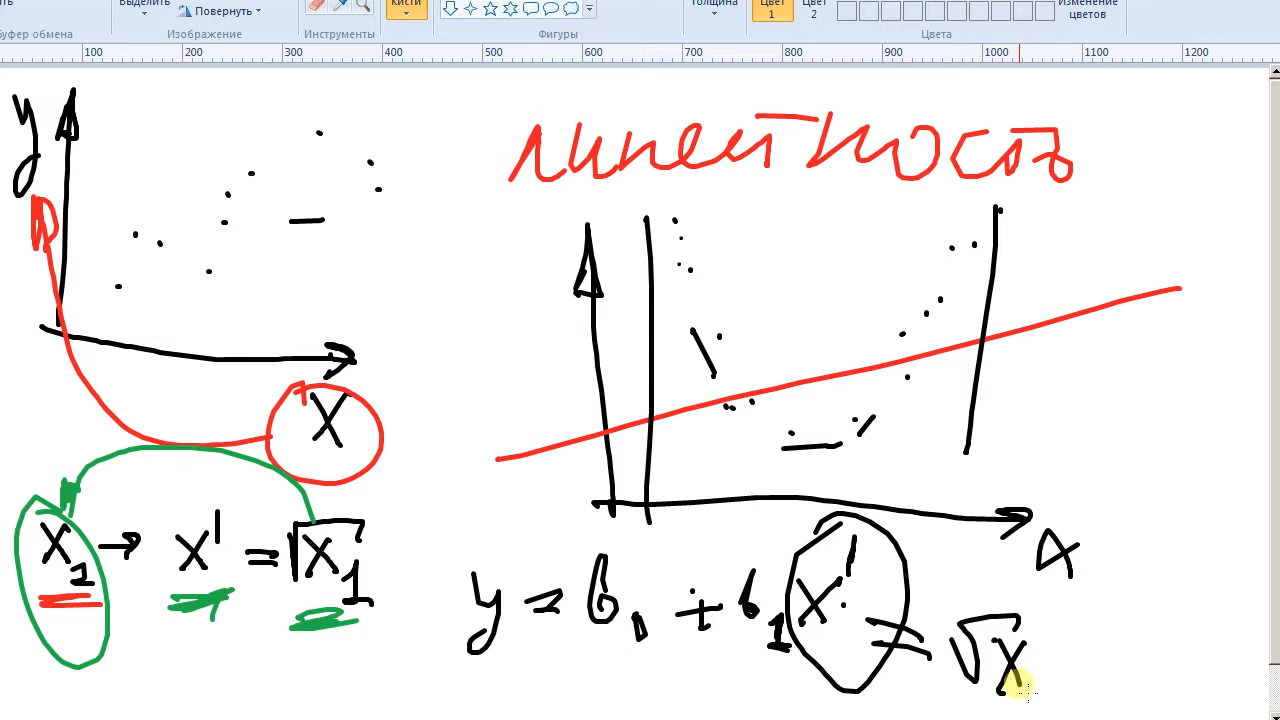 Выделить
Повернуть
Кисти
Толщина
Цвет 1
Цвет 2
Изменение цветов
буфер обмена
Изображение
Инструменты
Фигуры
Цвета
100 200 300 400 500 600 700 800 900 1000 1100 1200
y
линейность
x
x
x₁ → x' = √x₁
y = b₀ + b₁x' = √x